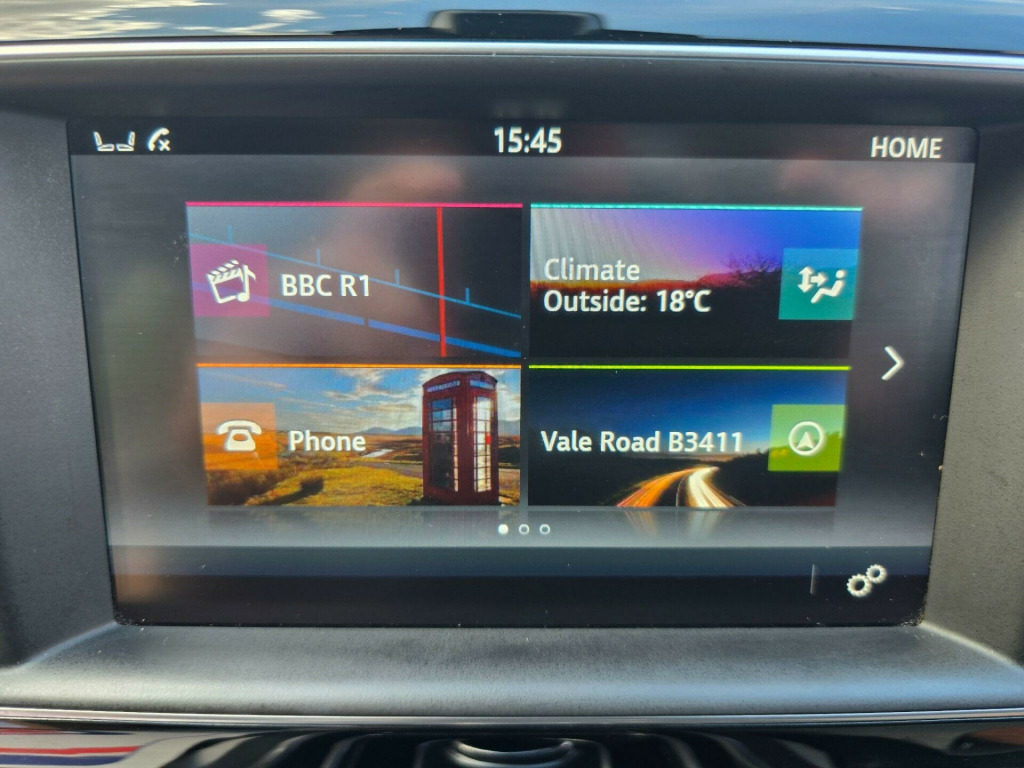 15:45
HOME
BBC R1
Climate
Outside: 18°C
Phone
Vale Road B3411